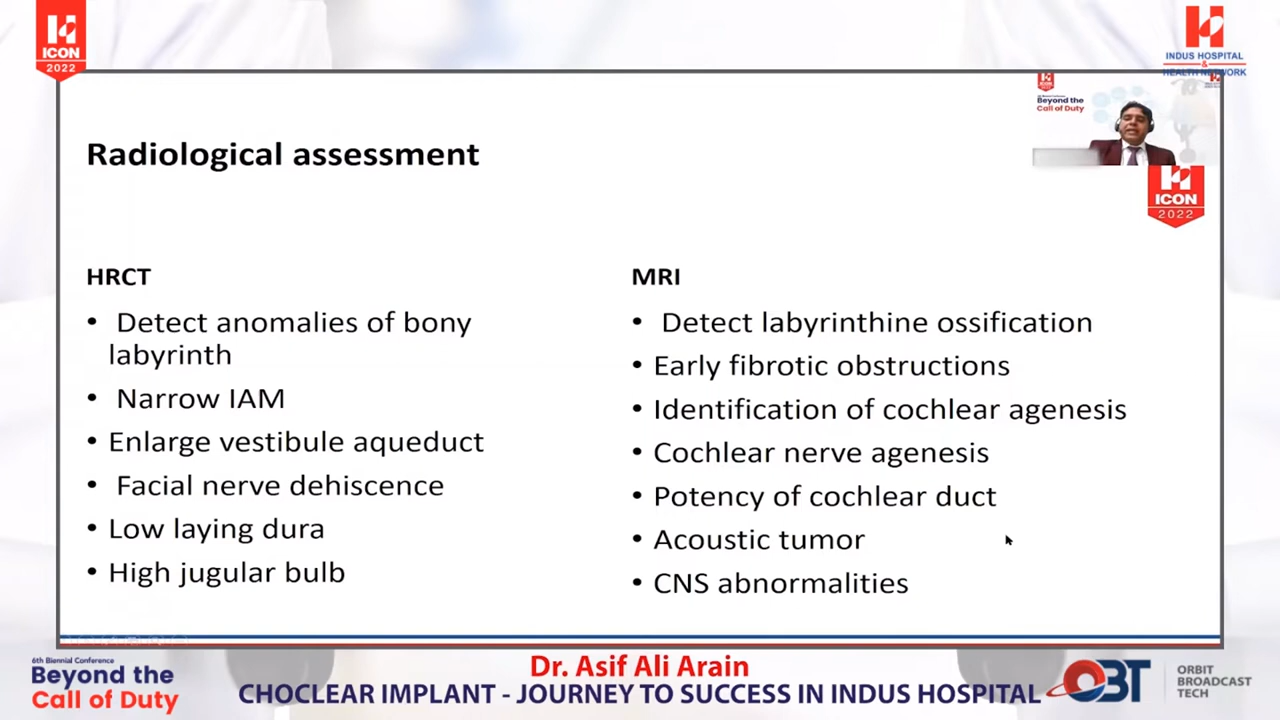 ICON
2022
INDUS HOSPITAL
&
HEALTH NETWORK
Beyond the
Call of Duty
ICON
2022
Radiological assessment
HRCT
• Detect anomalies of bony
labyrinth
• Narrow IAM
• Enlarge vestibule aqueduct
• Facial nerve dehiscence
• Low laying dura
• High jugular bulb
MRI
• Detect labyrinthine ossification
• Early fibrotic obstructions
• Identification of cochlear agenesis
• Cochlear nerve agenesis
• Potency of cochlear duct
• Acoustic tumor
• CNS abnormalities
6th Biennial Conference
Beyond the
Call of Duty
Dr. Asif Ali Arain
CHOCLEAR IMPLANT - JOURNEY TO SUCCESS IN INDUS HOSPITAL
OBT
ORBIT
BROADCAST
TECH